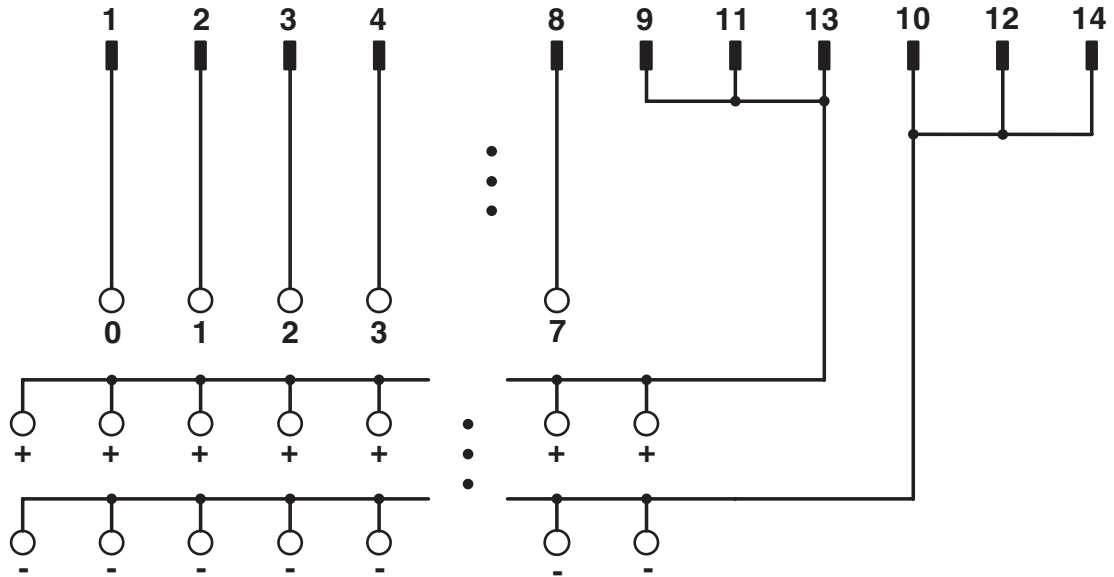 1 2 3 4 8 9 11 13 10 12 14
0 1 2 3 7
+ + + + + + +
- - - - - - -